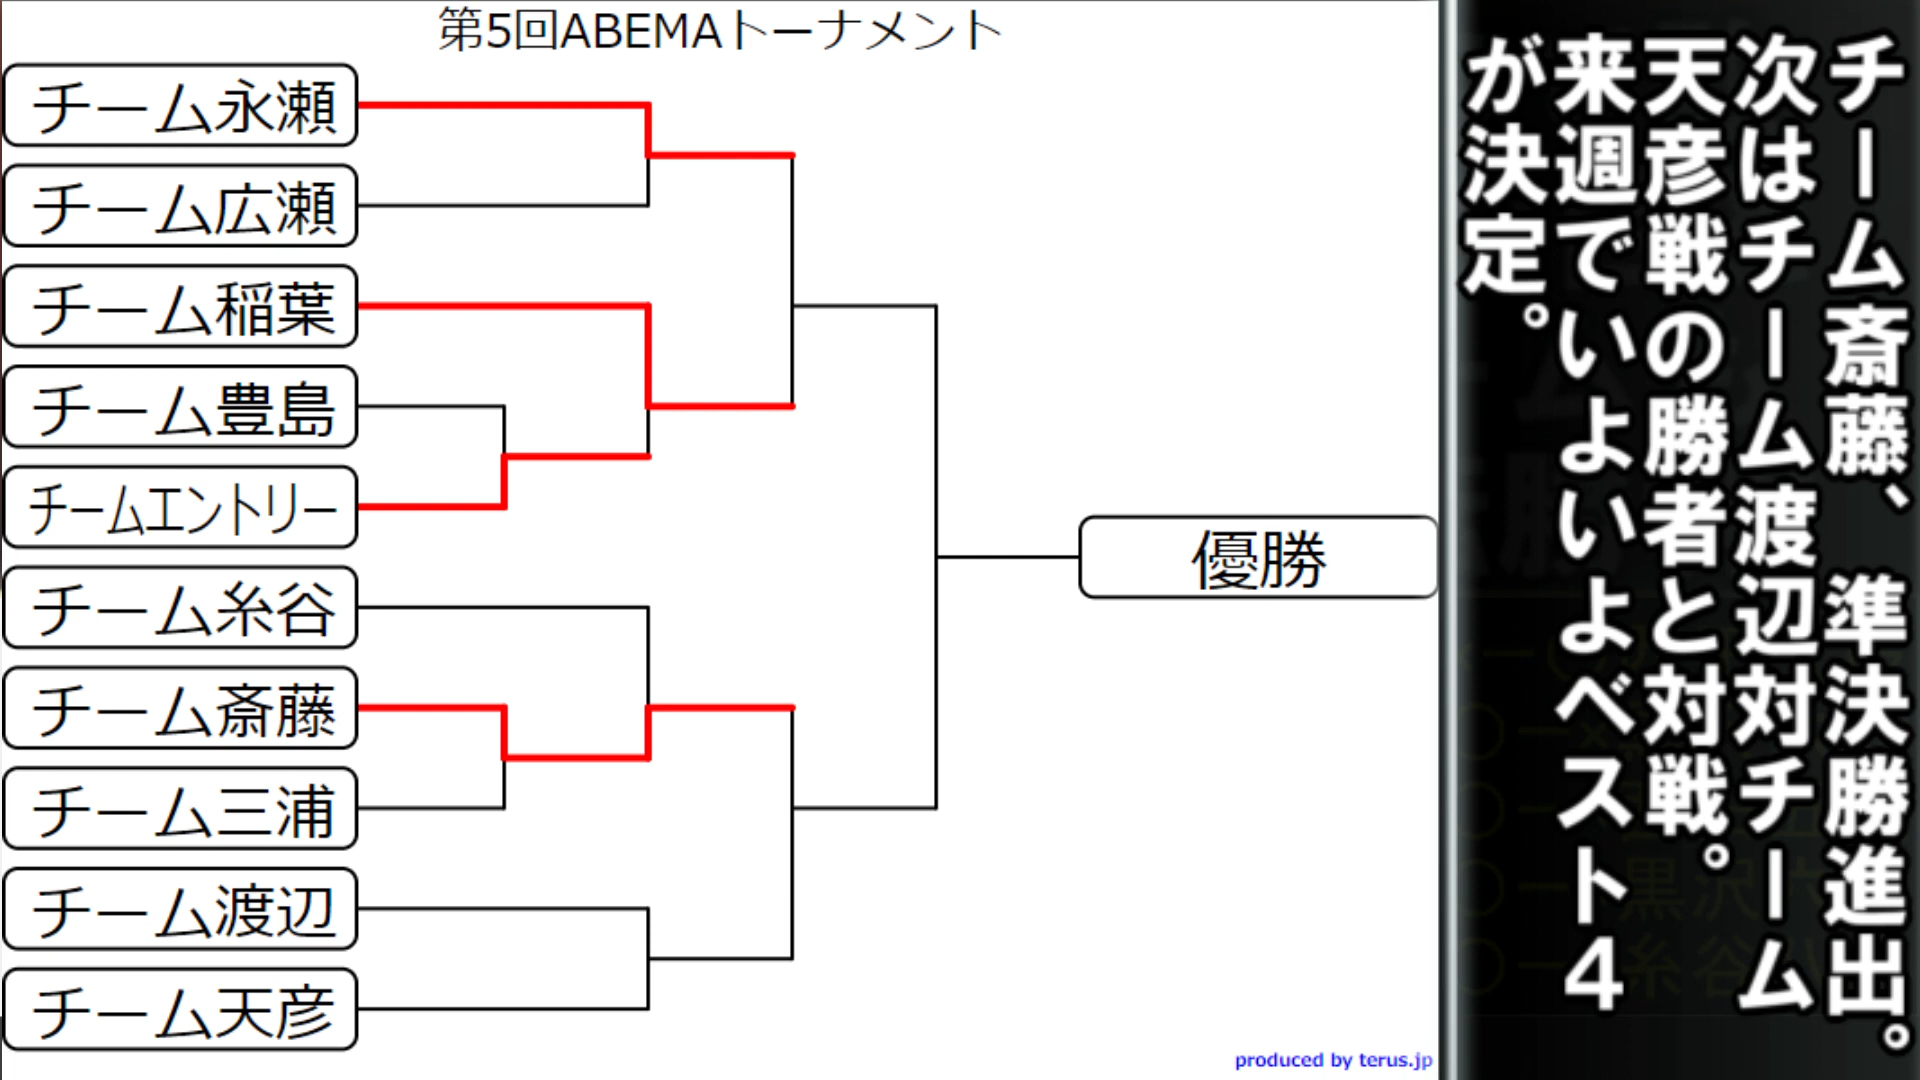 第5回ABEMAトーナメント
チーム永瀬
チーム広瀬
チーム稲葉
チーム豊島
チームエントリー
チーム糸谷
チーム斎藤
チーム三浦
チーム渡辺
チーム天彦
優勝
produced by terus.jp
チーム斎藤、　準決勝進出。
次はチーム渡辺対チーム
天彦戦の勝者と対戦。
来週でいよいよベスト４
が決定。